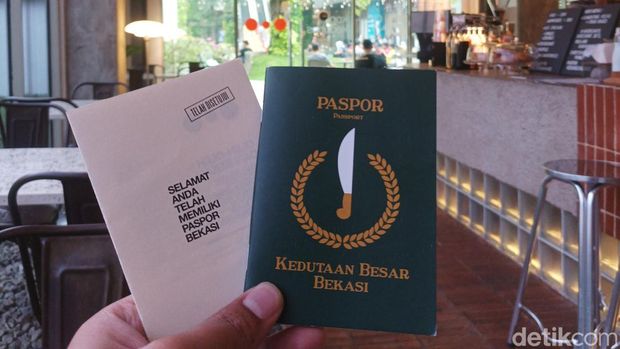 TELAH DISETUJUI
SELAMAT
ANDA
TELAH
MEMILIKI
PASPOR
BEKASI
PASPOR
PASSPORT
KEDUTAAN BESAR
BEKASI
detikcom